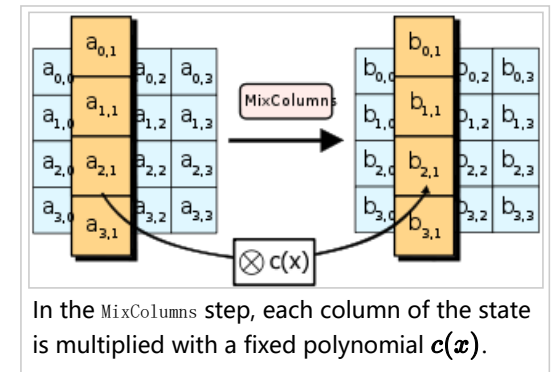 a0,1 b0,1
a0,0 a0,2 a0,3 b0,0 b0,2 b0,3
MixColumns
a1,0 a1,1 a1,2 a1,3 b1,0 b1,1 b1,2 b1,3
a2,0 a2,1 a2,2 a2,3 b2,0 b2,1 b2,2 b2,3
a3,0 a3,1 a3,2 a3,3 b3,0 b3,1 b3,2 b3,3
⊗ c(x)
In the MixColumns step, each column of the state
is multiplied with a fixed polynomial c(x).